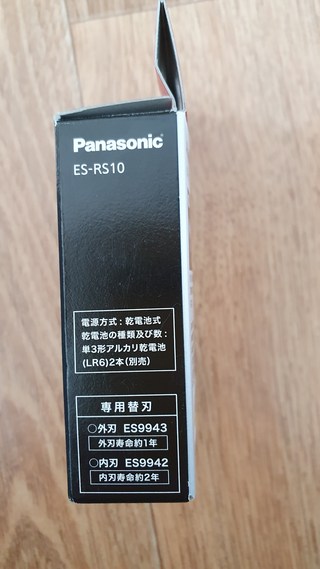 Panasonic
ES-RS10
電源方式：乾電池式
乾電池の種類及び数：
単3形アルカリ乾電池
(LR6)2本(別売)
専用替刃
○外刃 ES9943
外刃寿命約1年
○内刃 ES9942
内刃寿命約2年